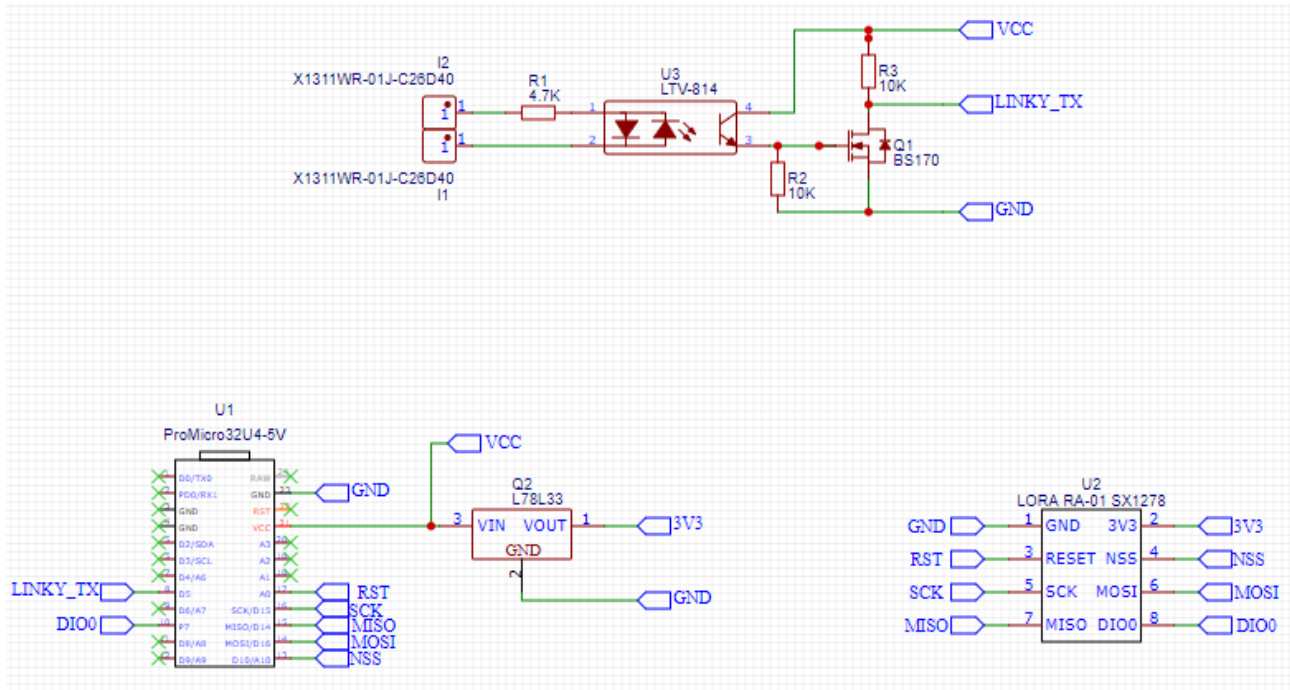 VCC
I2
X1311WR-01J-C26D40
R1
4.7K
U3
LTV-814
R3
10K
1
1
1
4
LINKY_TX
1
1
2
3
Q1
BS170
X1311WR-01J-C26D40
I1
R2
10K
GND
U1
ProMicro32U4-5V
VCC
D0/TX0
RAW
Q2
L78L33
U2
LORA RA-01 SX1278
PD0/RX1
GND
GND
GND
RST
GND
VCC
3
VIN
VOUT
1
3V3
GND
GND
1
GND
3V3
2
3V3
D2/SDA
A3
D3/SCL
A2
RST
3
RESET
NSS
4
NSS
D4/A6
A1
2
LINKY_TX
D5
A0
RST
GND
SCK
5
SCK
MOSI
6
MOSI
D6/A7
SCK/D15
SCK
DIO0
P7
MISO/D14
MISO
MISO
7
MISO
DIO0
8
DIO0
D8/A8
MOSI/D16
MOSI
D9/A9
D10/A10
NSS